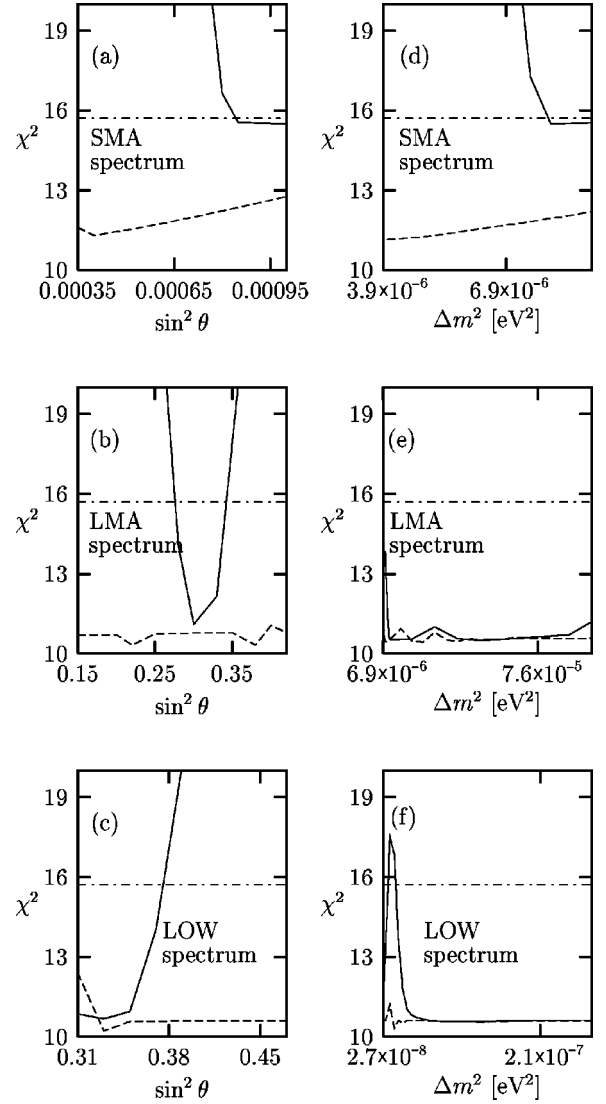 19
16
χ²
13
10
(a)
SMA
spectrum
0.00035
0.00065
0.00095
sin² θ
19
16
χ²
13
10
(d)
SMA
spectrum
3.9×10⁻⁶
6.9×10⁻⁶
Δm² [eV²]
19
16
χ²
13
10
(b)
LMA
spectrum
0.15
0.25
0.35
sin² θ
19
16
χ²
13
10
(e)
LMA
spectrum
6.9×10⁻⁶
7.6×10⁻⁵
Δm² [eV²]
19
16
χ²
13
10
(c)
LOW
spectrum
0.31
0.38
0.45
sin² θ
19
16
χ²
13
10
(f)
LOW
spectrum
2.7×10⁻⁸
2.1×10⁻⁷
Δm² [eV²]